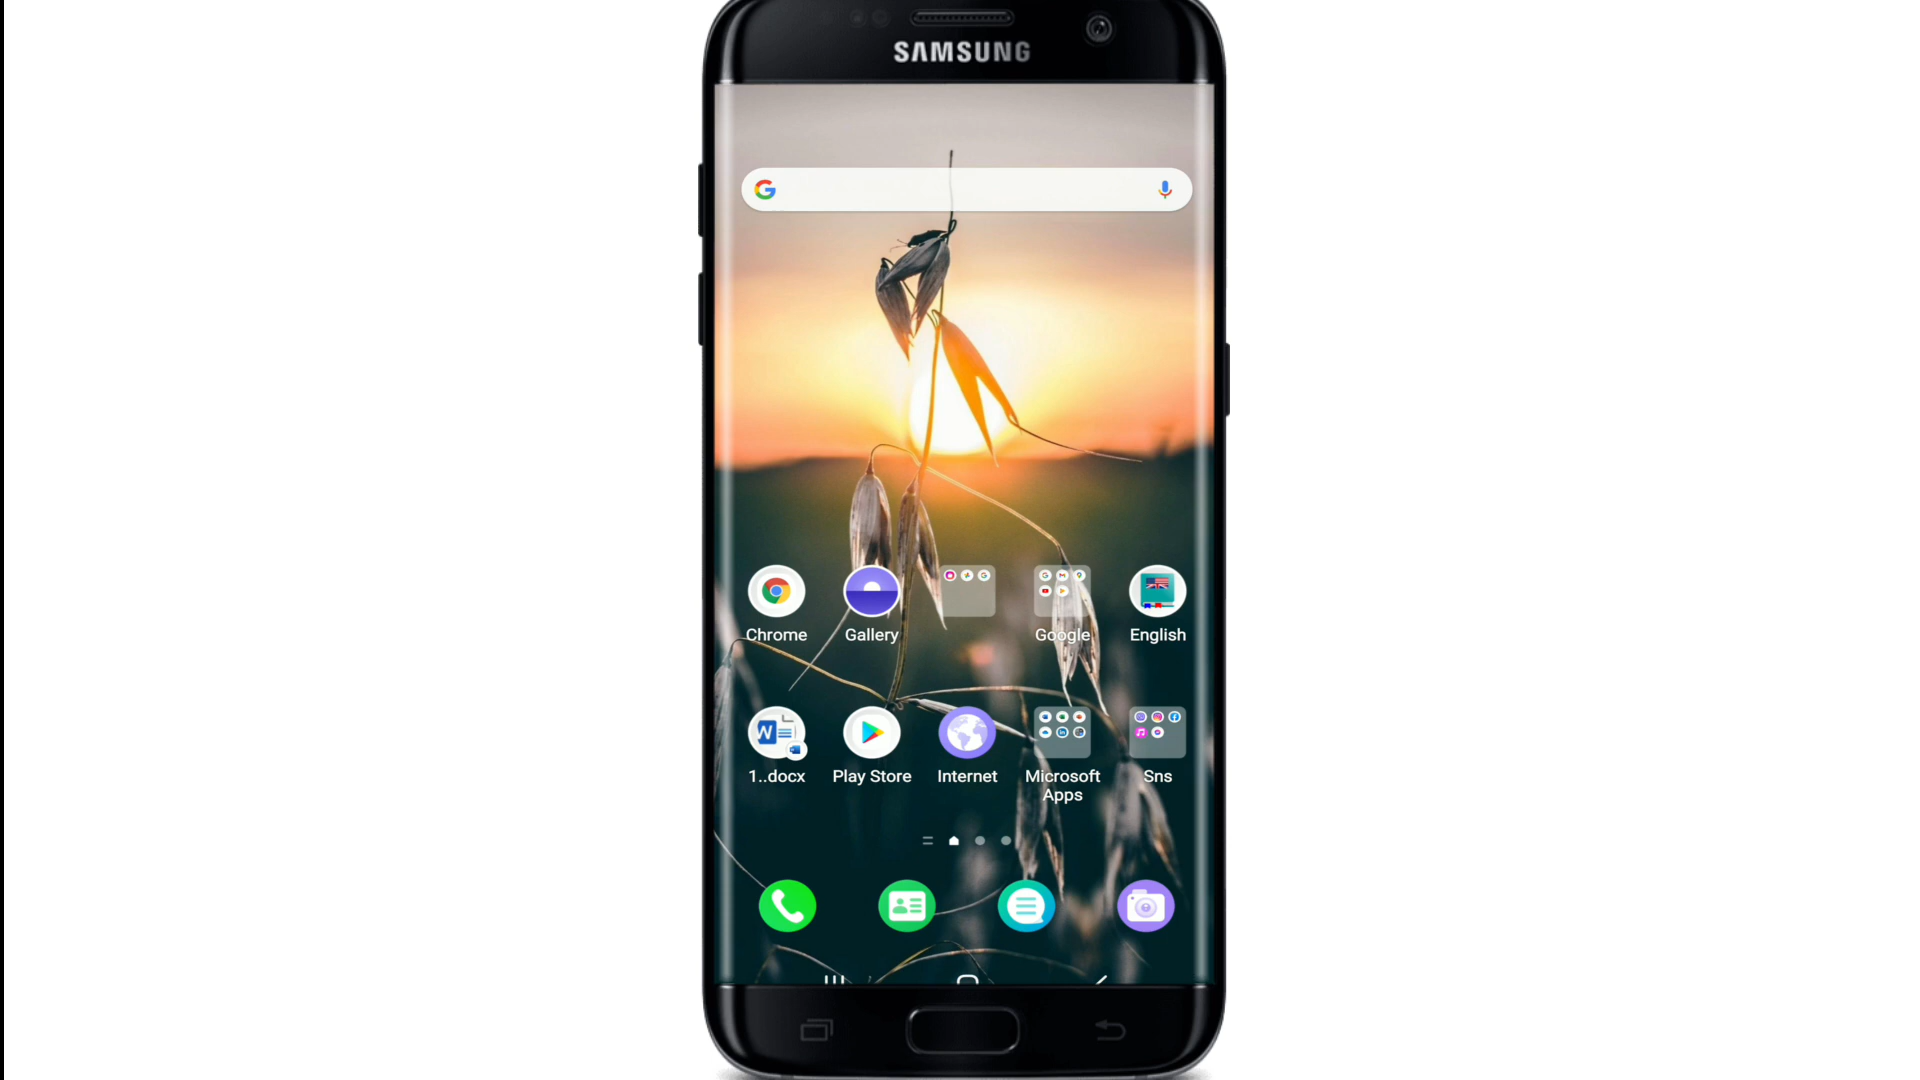 SAMSUNG
Chrome
Gallery
Google
English
1..docx
Play Store
Internet
Microsoft
Apps
Sns